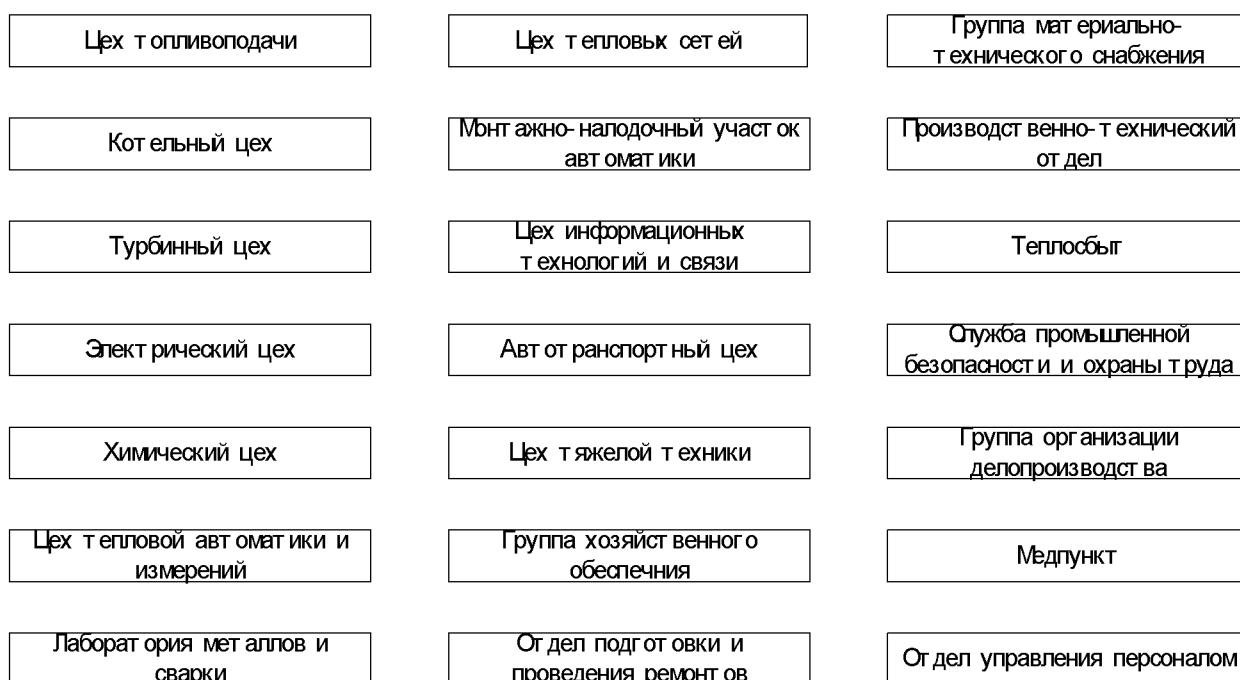 Цех топливоподачи
Котельный цех
Турбинный цех
Электрический цех
Химический цех
Цех тепловой автоматики и
измерений
Лаборатория металлов и
сварки
Цех тепловых сетей
Монтажно-налодочный участок
автоматики
Цех информационных
технологий и связи
Автотранспортный цех
Цех тяжелой техники
Группа хозяйственного
обеспечния
Отдел подготовки и
проведения ремонтов
Группа материально-
технического снабжения
Производственно-технический
отдел
Теплосбыт
Служба промышленной
безопасности и охраны труда
Группа организации
делопроизводства
Медпункт
Отдел управления персоналом